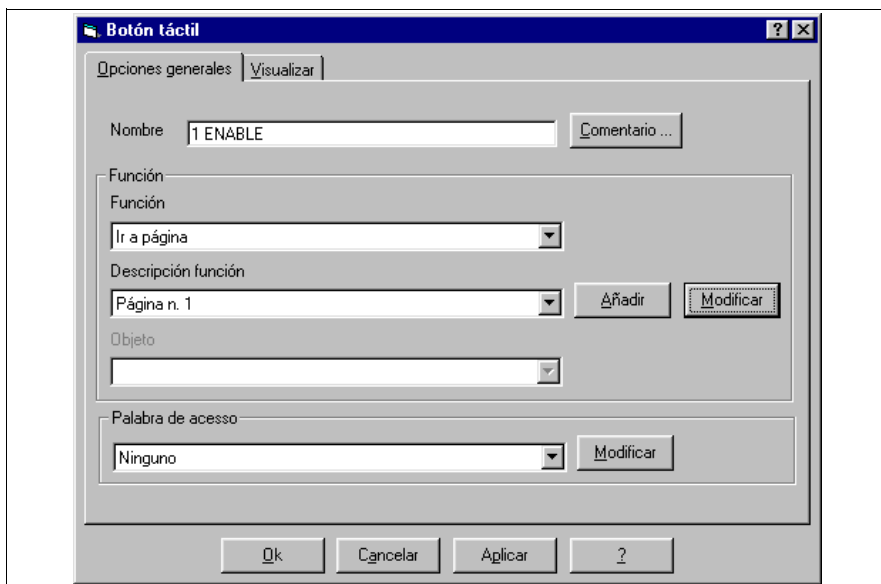 Botón táctil
Opciones generales Visualizar
Nombre 1 ENABLE Comentario ...
Función
Función
Ir a página
Descripción función
Página n. 1 Añadir Modificar
Objeto
Palabra de acesso
Ninguno Modificar
Ok Cancelar Aplicar ?